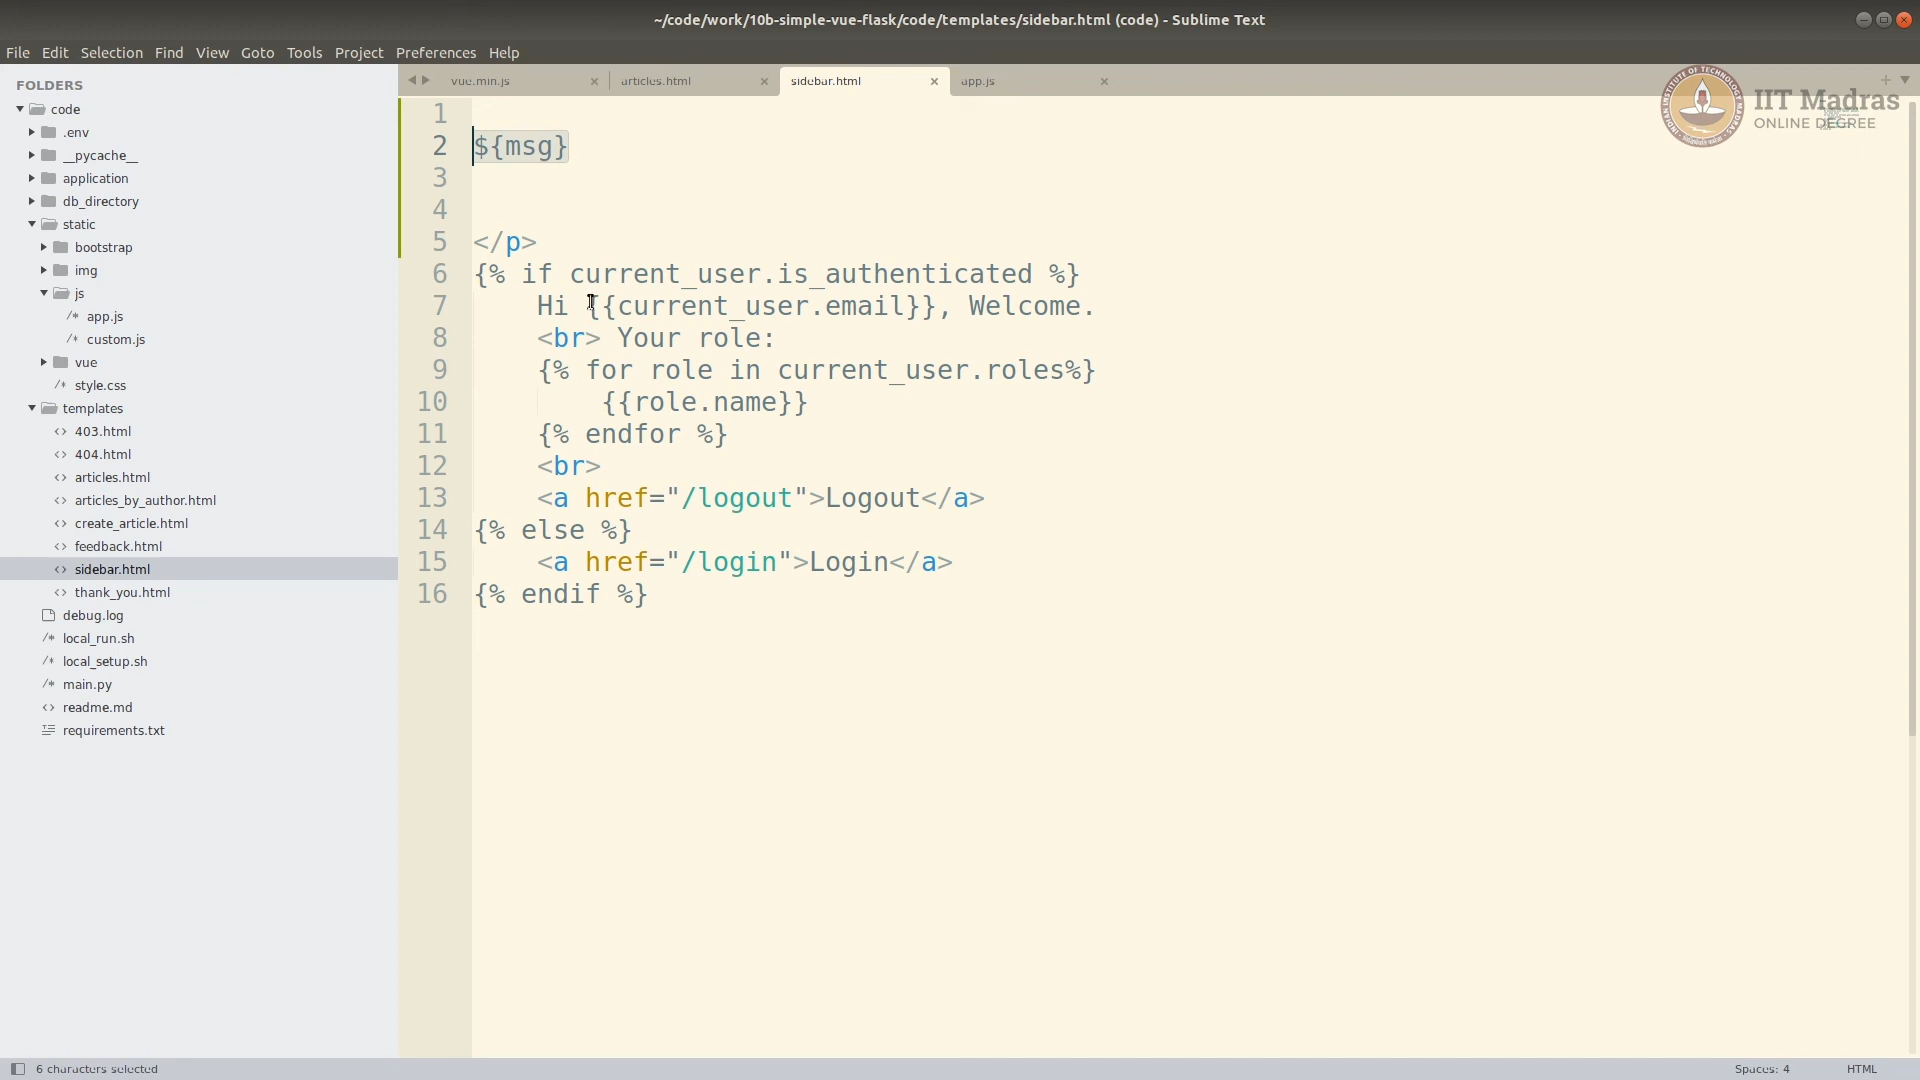 ~/code/work/10b-simple-vue-flask/code/templates/sidebar.html (code) - Sublime Text
File Edit Selection Find View Goto Tools Project Preferences Help
FOLDERS
code
.env
__pycache__
application
db_directory
static
bootstrap
img
js
app.js
custom.js
vue
style.css
templates
403.html
404.html
articles.html
articles_by_author.html
create_article.html
feedback.html
sidebar.html
thank_you.html
debug.log
local_run.sh
local_setup.sh
main.py
readme.md
requirements.txt
vue.min.js articles.html sidebar.html app.js
IIT Madras
ONLINE DEGREE
1
2 ${msg}
3
4
5 </p>
6 {% if current_user.is_authenticated %}
7 Hi {{current_user.email}}, Welcome.
8 <br> Your role:
9 {% for role in current_user.roles%}
10 {{role.name}}
11 {% endfor %}
12 <br>
13 <a href="/logout">Logout</a>
14 {% else %}
15 <a href="/login">Login</a>
16 {% endif %}
6 characters selected
Spaces: 4 HTML